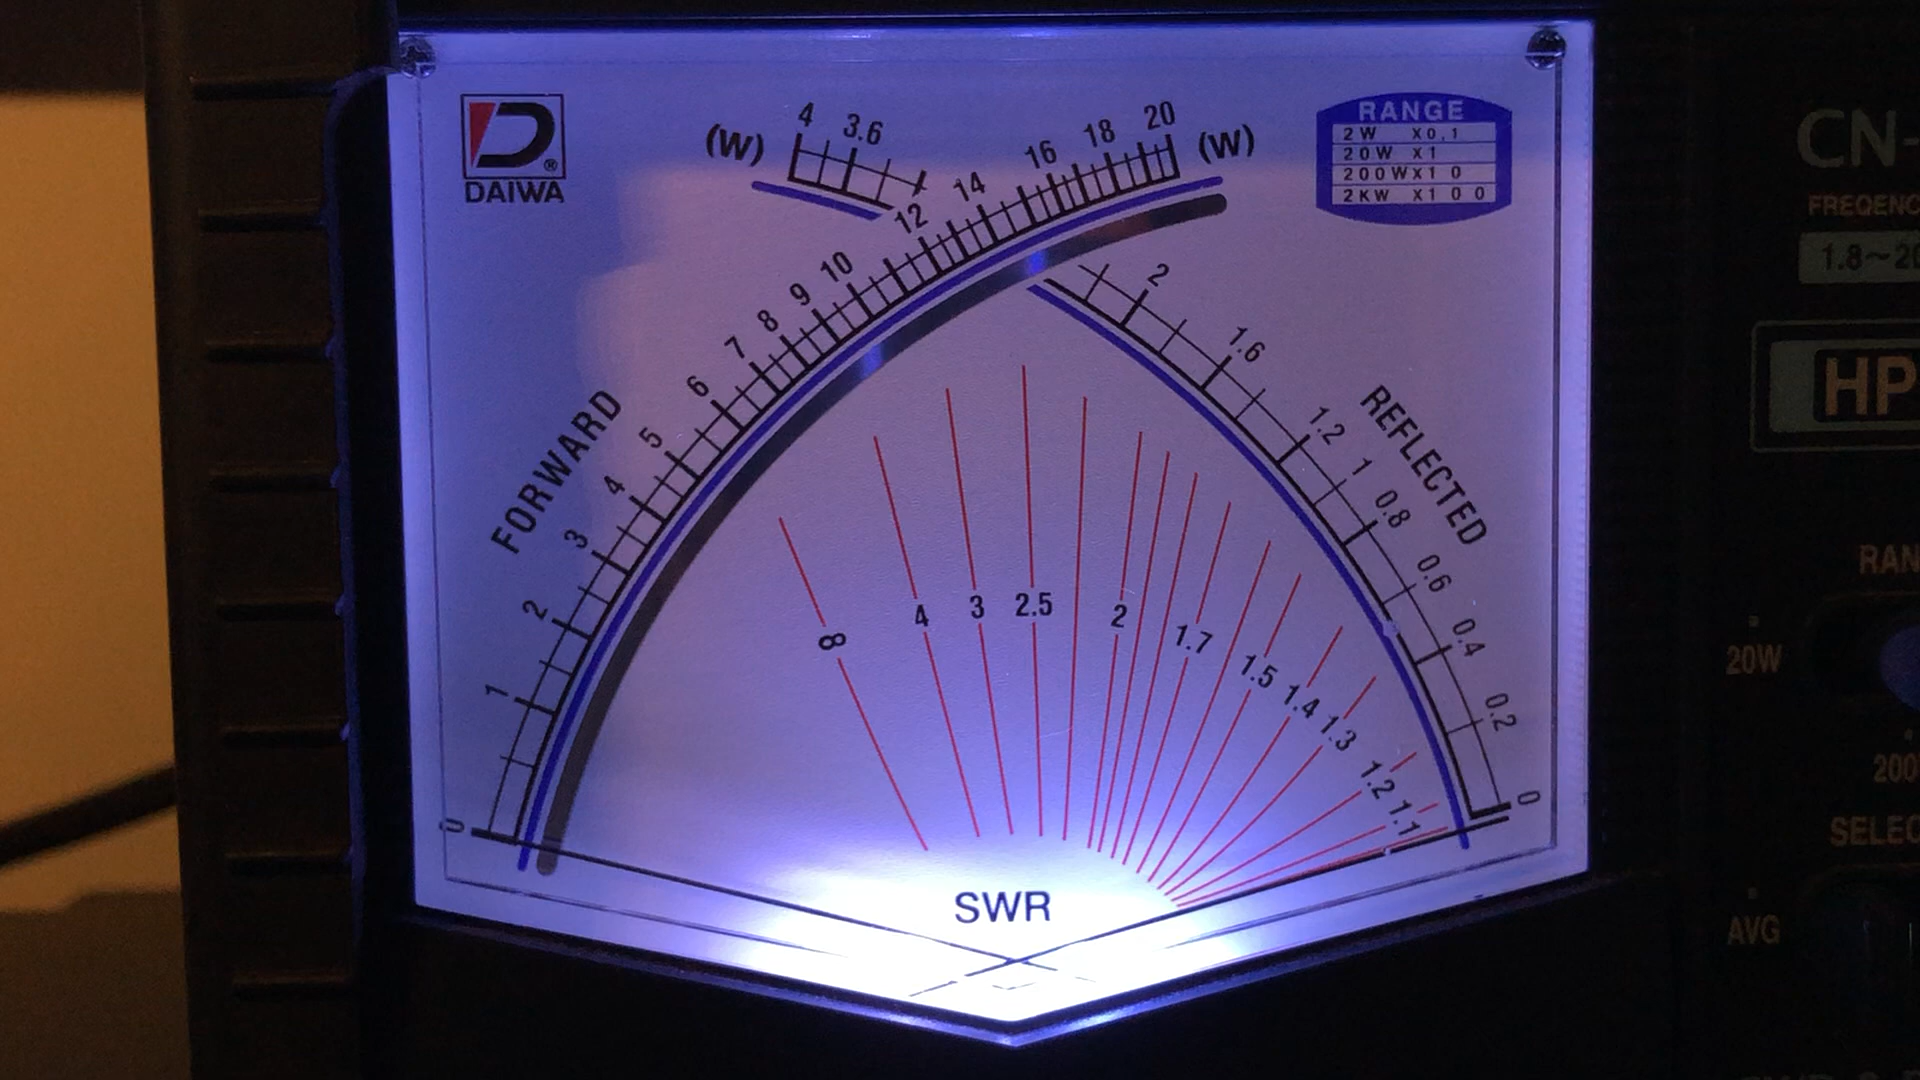 D®
DAIWA
(W) 4 3.6
16 18 20 (W)
RANGE
2W X0.1
20W X1
200W X10
2KW X100
FORWARD
0 1 2 3 4 5 6 7 8 9 10 12 14
REFLECTED
2 1.6 1.2 1 0.8 0.6 0.4 0.2 0
8 4 3 2.5 2 1.7 1.5 1.4 1.3 1.2 1.1
SWR
CN-
FREQENC
1.8~20
HP
RAN
20W
200
SELEC
AVG